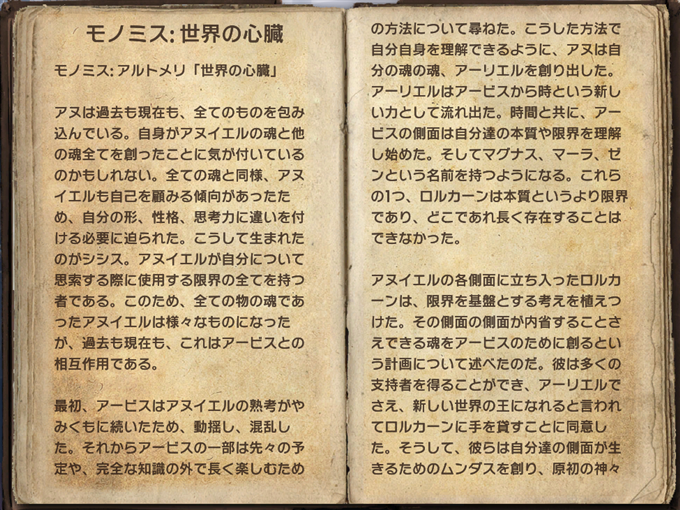 モノミス: 世界の心臓
モノミス: アルトメリ「世界の心臓」
アヌは過去も現在も、全てのものを包み
込んでいる。自身がアヌイエルの魂と他
の魂全てを創ったことに気が付いている
のかもしれない。全ての魂と同様、アヌ
イエルも自己を顧みる傾向があったた
め、自分の形、性格、思考力に違いを付
ける必要に迫られた。こうして生まれた
のがシシス。アヌイエルが自分について
思索する際に使用する限界の全てを持つ
者である。このため、全ての物の魂であ
ったアヌイエルは様々なものになった
が、過去も現在も、これはアービスとの
相互作用である。
最初、アービスはアヌイエルの熟考がや
みくもに続いたため、動揺し、混乱し
た。それからアービスの一部は先々の予
定や、完全な知識の外で長く楽しむため
の方法について尋ねた。こうした方法で
自分自身を理解できるように、アヌは自
分の魂の魂、アーリエルを創り出した。
アーリエルはアービスから時という新し
い力として流れ出た。時間と共に、アー
ビスの側面は自分達の本質や限界を理解
し始めた。そしてマグナス、マーラ、ゼ
ンという名前を持つようになる。これら
の1つ、ロルカーンは本質というより限界
であり、どこであれ長く存在することは
できなかった。
アヌイエルの各側面に立ち入ったロルカ
ーンは、限界を基盤とする考えを植えつ
けた。その側面の側面が内省することさ
えできる魂をアービスのために創るとい
う計画について述べたのだ。彼は多くの
支持者を得ることができ、アーリエルで
さえ、新しい世界の王になれると言われ
てロルカーンに手を貸すことに同意し
た。そうして、彼らは自分達の側面が生
きるためのムンダスを創り、原初の神々